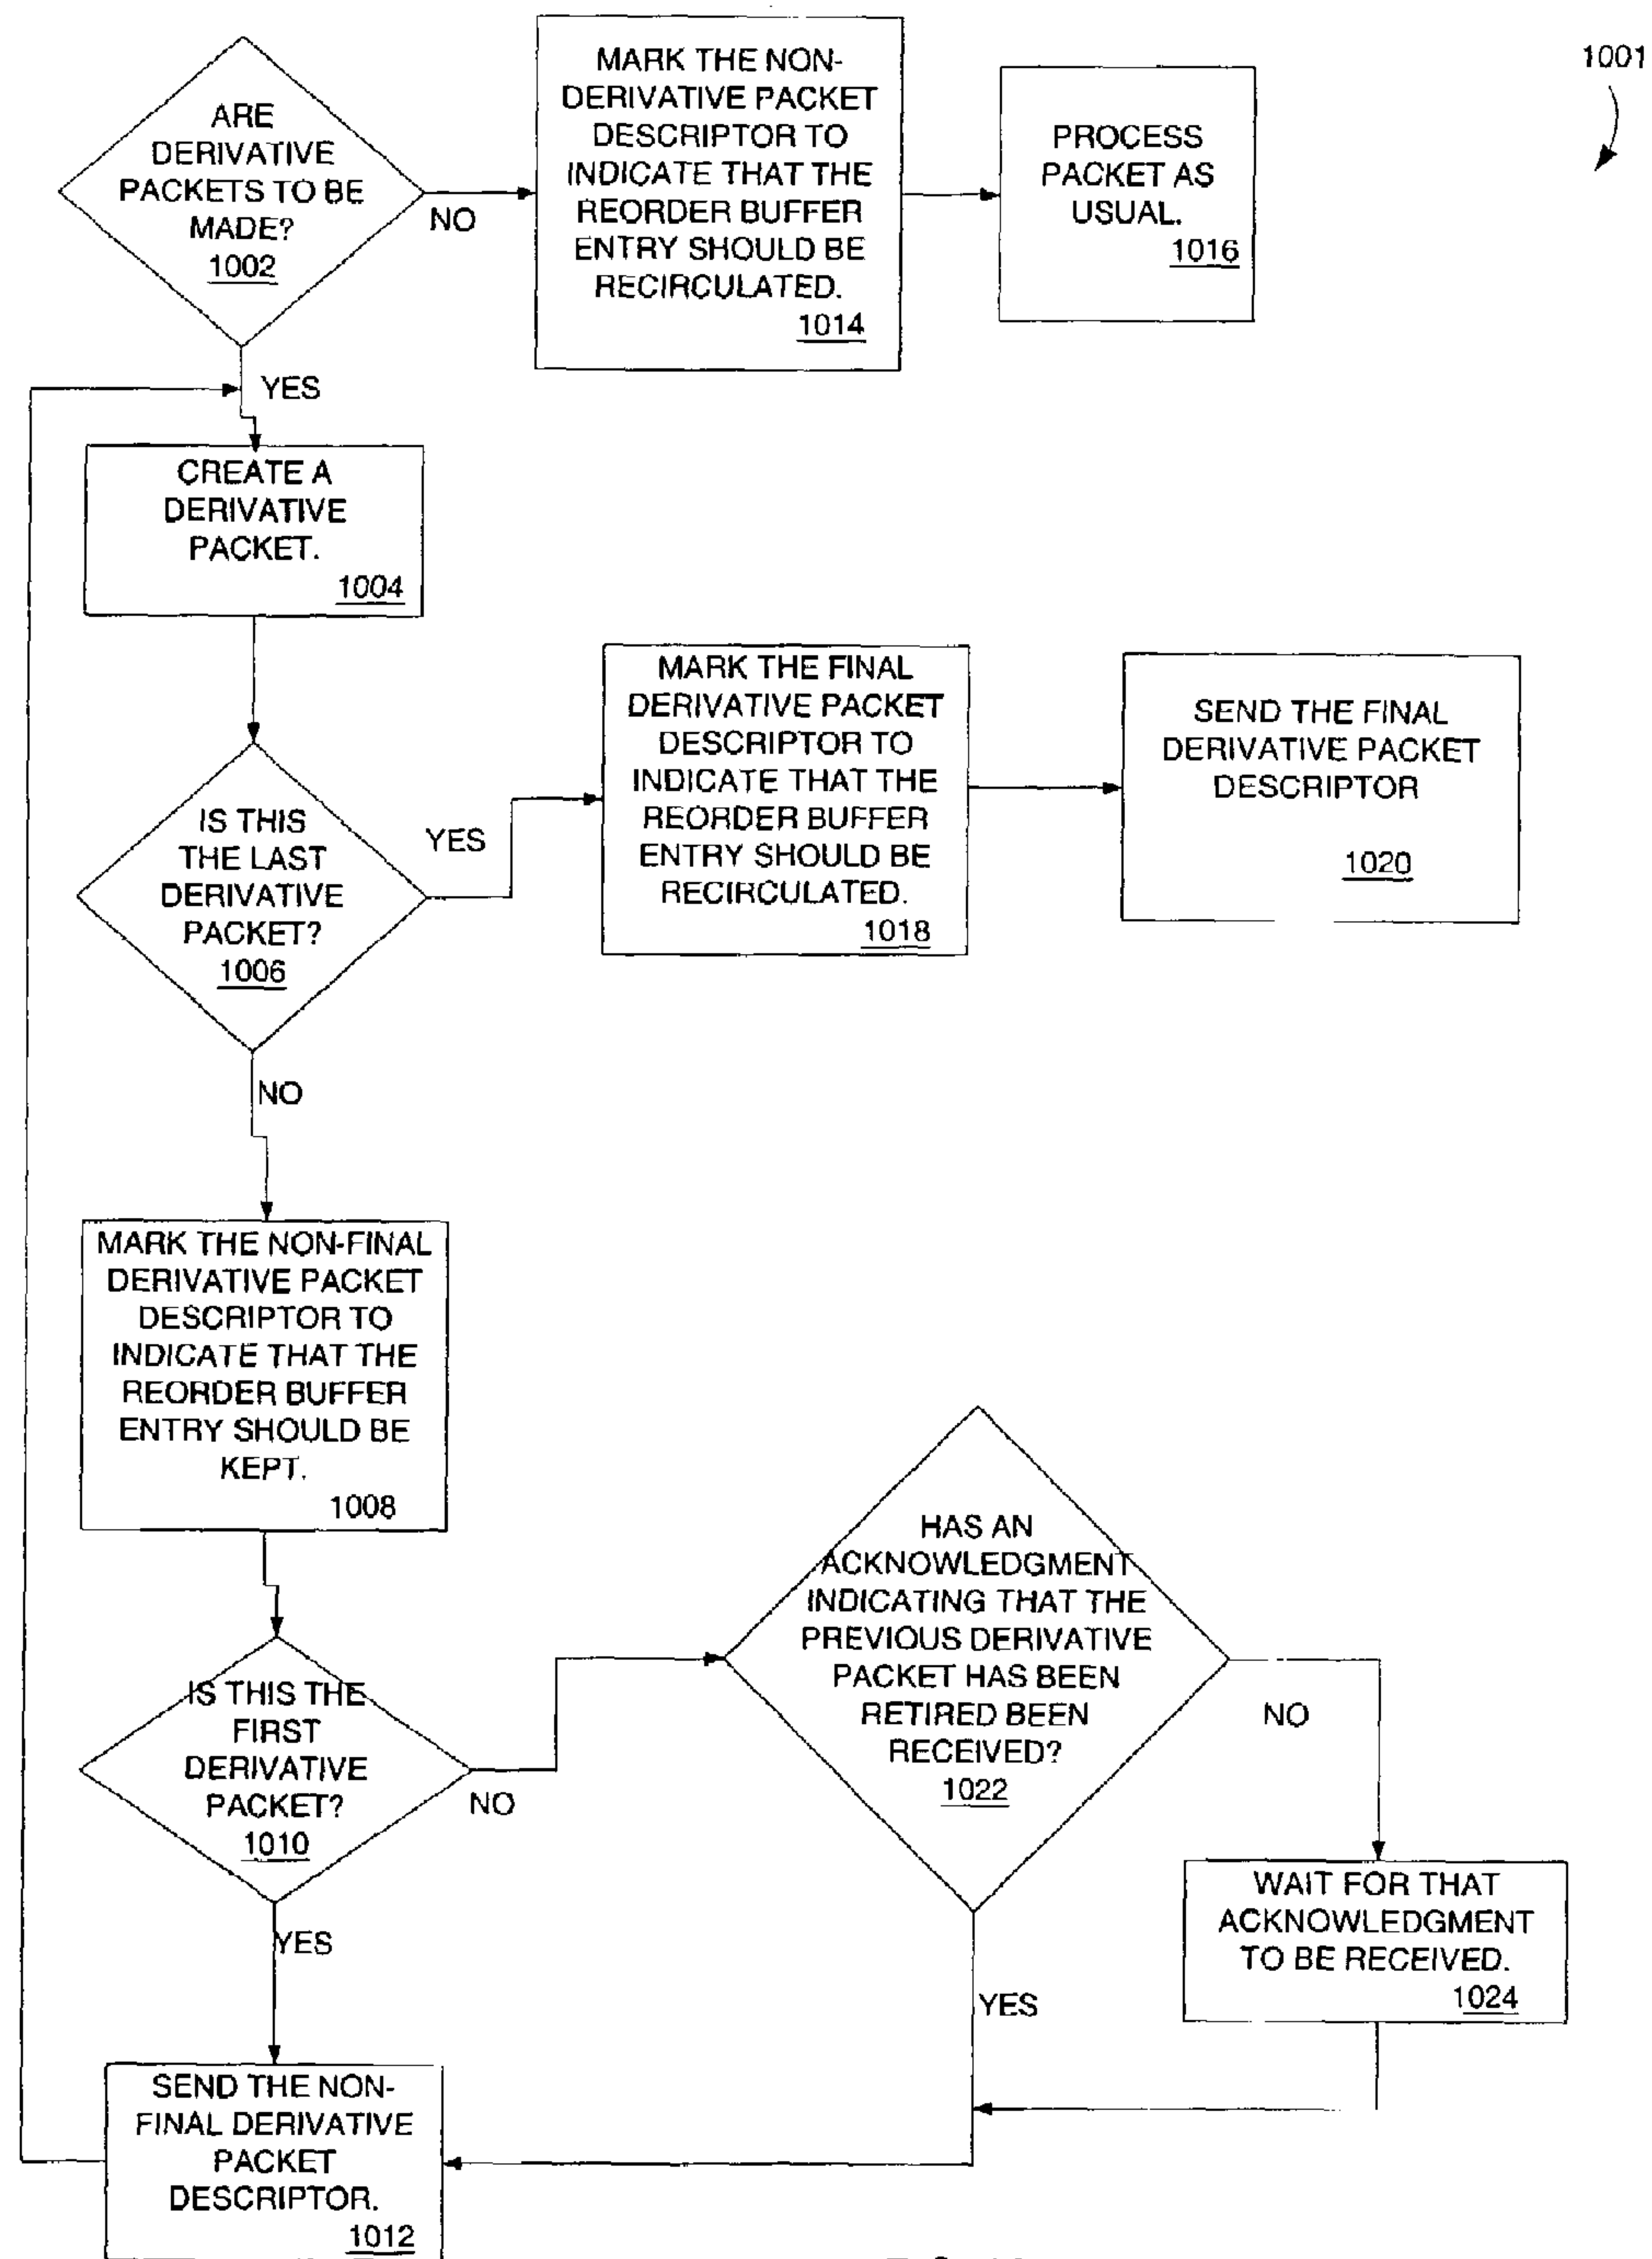 1001
ARE
DERIVATIVE
PACKETS TO BE
MADE?
1002
NO
MARK THE NON-
DERIVATIVE PACKET
DESCRIPTOR TO
INDICATE THAT THE
REORDER BUFFER
ENTRY SHOULD BE
RECIRCULATED.
1014
PROCESS
PACKET AS
USUAL.
1016
YES
CREATE A
DERIVATIVE
PACKET.
1004
IS THIS
THE LAST
DERIVATIVE
PACKET?
1006
YES
MARK THE FINAL
DERIVATIVE PACKET
DESCRIPTOR TO
INDICATE THAT THE
REORDER BUFFER
ENTRY SHOULD BE
RECIRCULATED.
1018
SEND THE FINAL
DERIVATIVE PACKET
DESCRIPTOR
1020
NO
MARK THE NON-FINAL
DERIVATIVE PACKET
DESCRIPTOR TO
INDICATE THAT THE
REORDER BUFFER
ENTRY SHOULD BE
KEPT.
1008
IS THIS THE
FIRST
DERIVATIVE
PACKET?
1010
NO
HAS AN
ACKNOWLEDGMENT
INDICATING THAT THE
PREVIOUS DERIVATIVE
PACKET HAS BEEN
RETIRED BEEN
RECEIVED?
1022
NO
WAIT FOR THAT
ACKNOWLEDGMENT
TO BE RECEIVED.
1024
YES
YES
SEND THE NON-
FINAL DERIVATIVE
PACKET
DESCRIPTOR.
1012